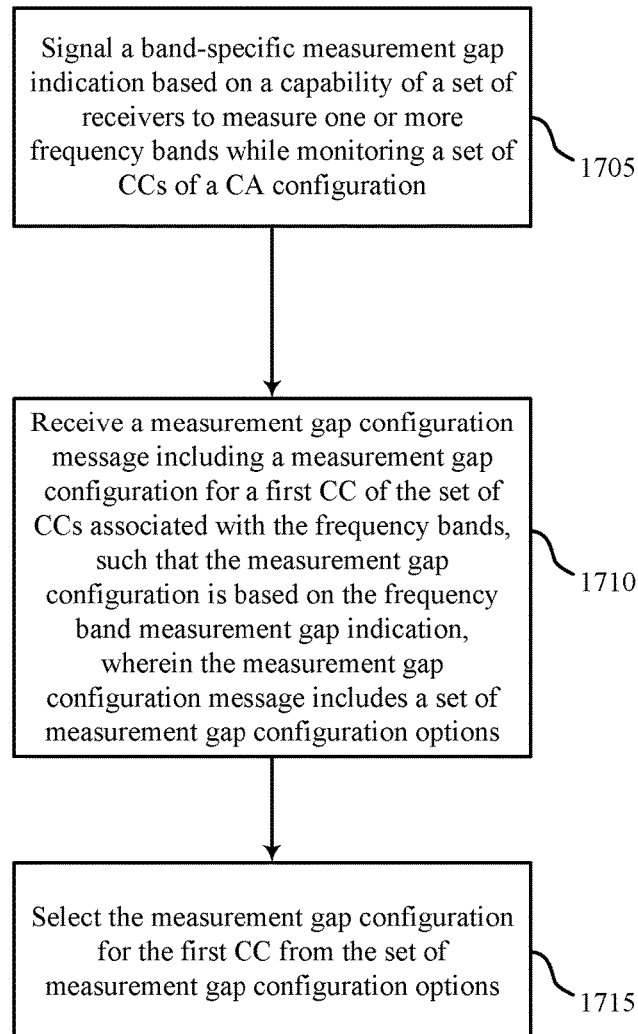 Signal a band-specific measurement gap
indication based on a capability of a set of
receivers to measure one or more
frequency bands while monitoring a set of
CCs of a CA configuration
1705
Receive a measurement gap configuration
message including a measurement gap
configuration for a first CC of the set of
CCs associated with the frequency bands,
such that the measurement gap
configuration is based on the frequency
band measurement gap indication,
wherein the measurement gap
configuration message includes a set of
measurement gap configuration options
1710
Select the measurement gap configuration
for the first CC from the set of
measurement gap configuration options
1715